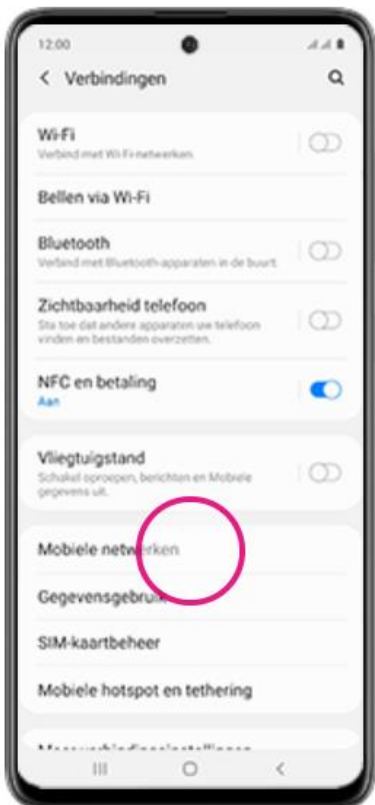 12:00
Verbindingen
Wi-Fi
Verbind met Wi-Fi-netwerken.
Bellen via Wi-Fi
Bluetooth
Verbind met Bluetooth-apparaten in de buurt.
Zichtbaarheid telefoon
Sta toe dat andere apparaten uw telefoon
vinden en bestanden overzetten.
NFC en betaling
Aan
Vliegtuigstand
Schakel oproepen, berichten en Mobiele
gegevens uit.
Mobiele netwerken
Gegevensgebruik
SIM-kaartbeheer
Mobiele hotspot en tethering